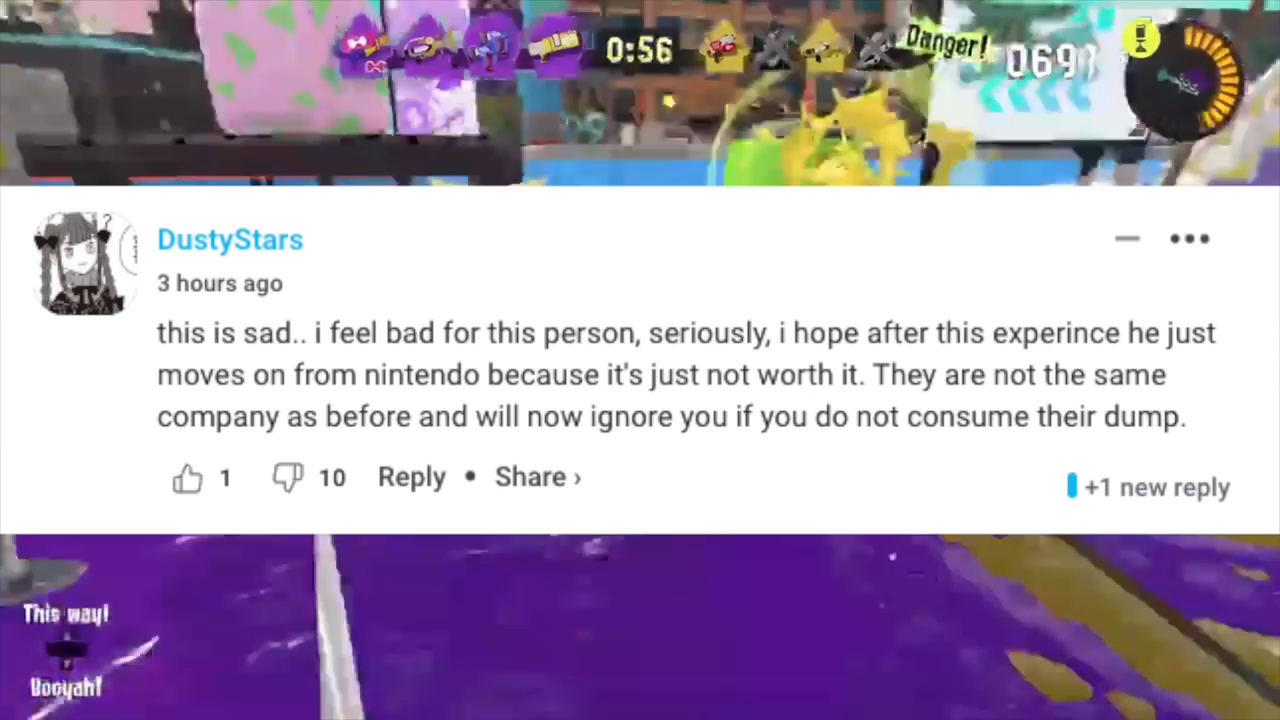 0:56
Danger!
069
DustyStars
3 hours ago
this is sad.. i feel bad for this person, seriously, i hope after this experince he just
moves on from nintendo because it's just not worth it. They are not the same
company as before and will now ignore you if you do not consume their dump.
1 10 Reply • Share ›
+1 new reply
This way!
Booyah!